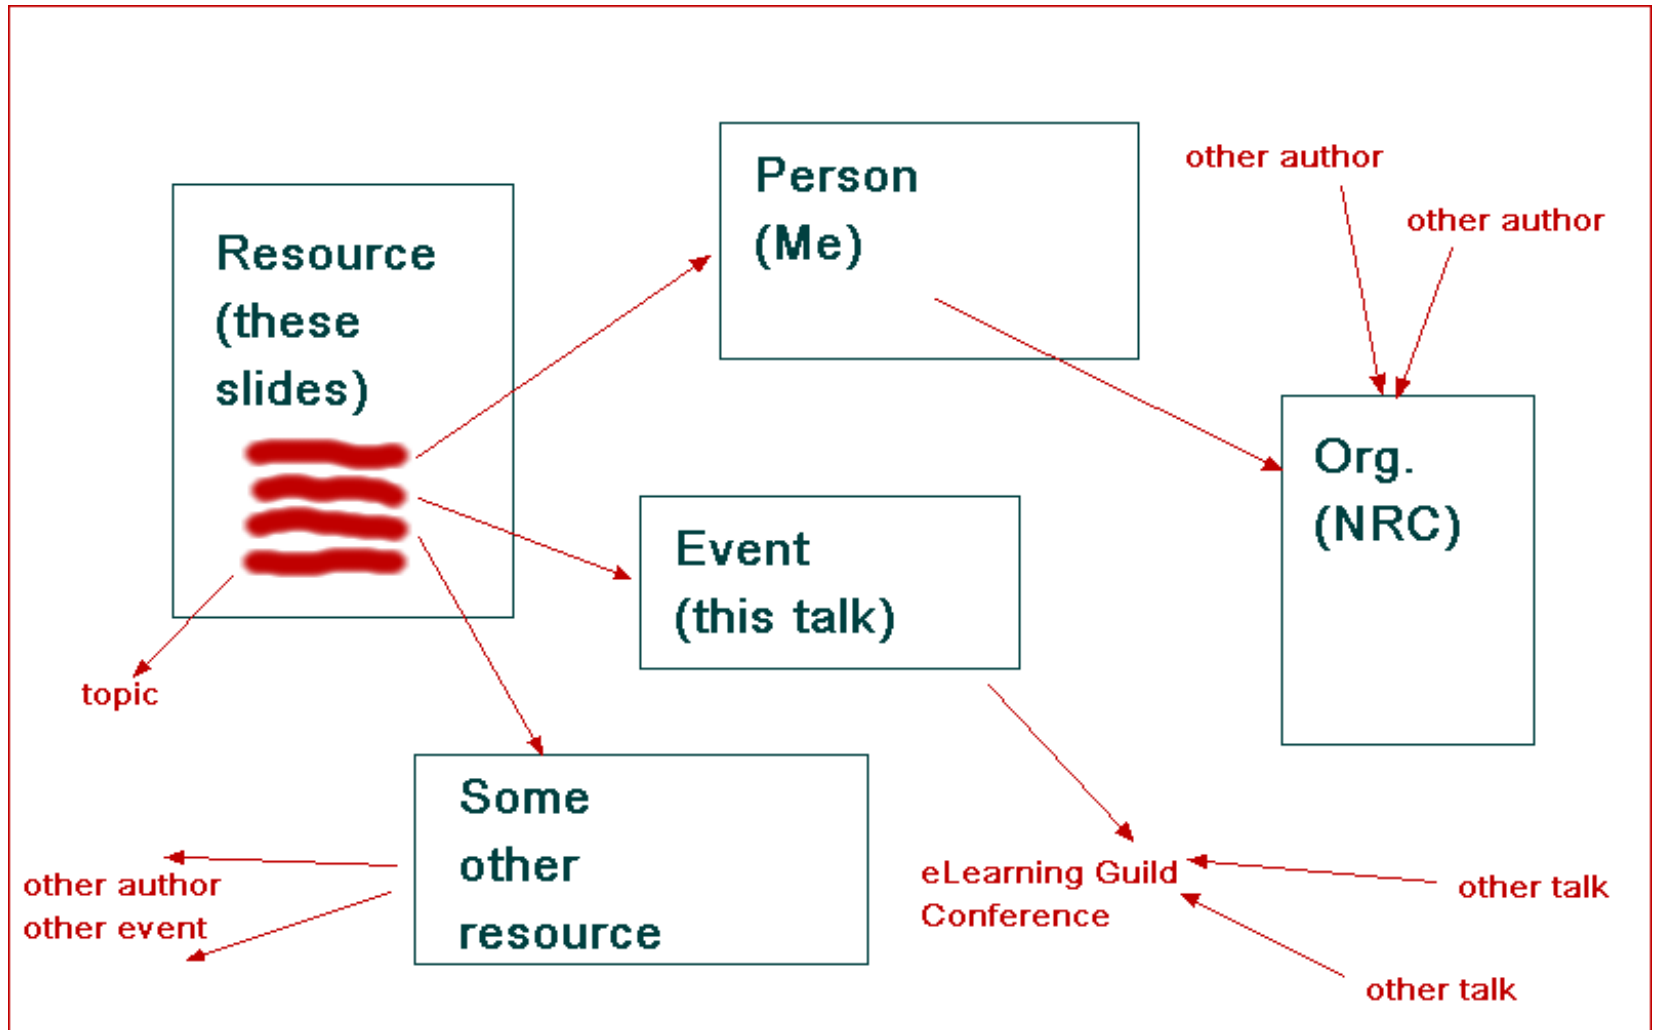 Resource
(these
slides)
Person
(Me)
other author
other author
Org.
(NRC)
Event
(this talk)
topic
Some
other
resource
other author
other event
eLearning Guild
Conference
other talk
other talk